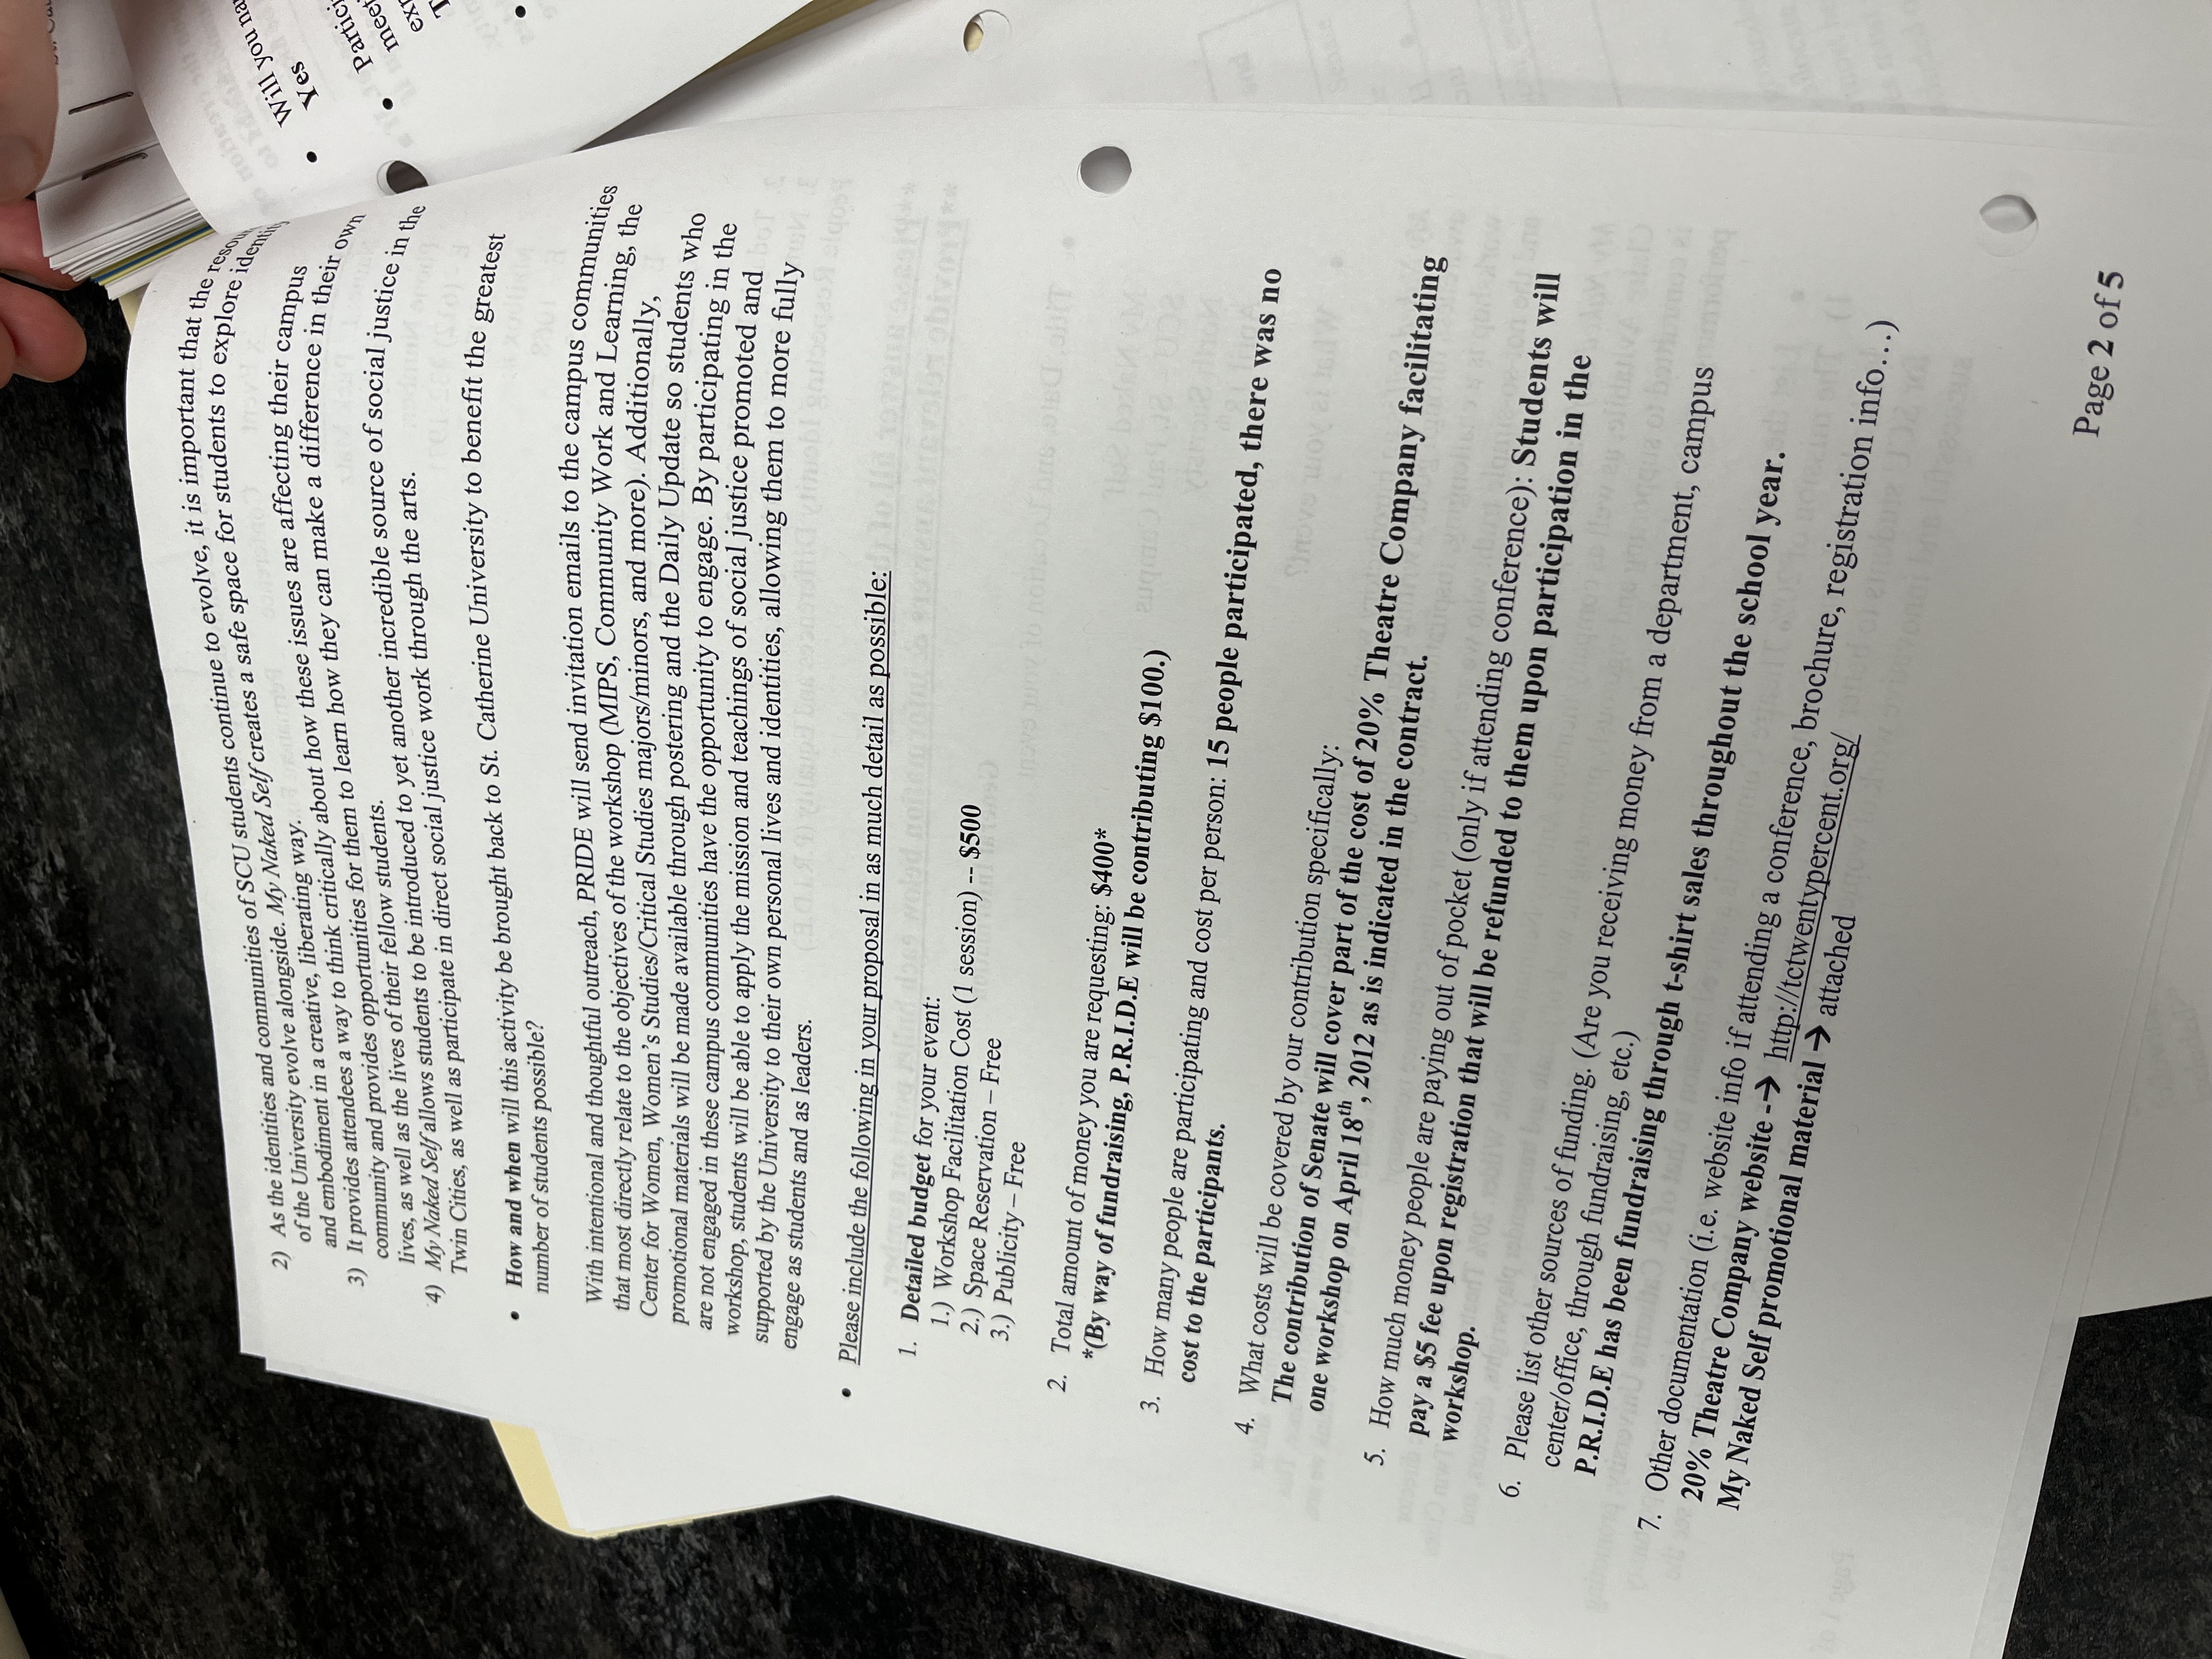 2) As the identities and communities of SCU students continue to evolve, it is important that the
of the University evolve alongside. My Naked Self creates a safe space for students to explore
and embodiment in a creative, liberating way.
3) It provides attendees a way to think critically about how these issues are affecting their campus
community and provides opportunities for them to learn how they can make a difference in their own
lives, as well as the lives of their fellow students.
4) My Naked Self allows students to be introduced to yet another incredible source of social justice in the
Twin Cities, as well as participate in direct social justice work through the arts.
• How and when will this activity be brought back to St. Catherine University to benefit the greatest
number of students possible?
With intentional and thoughtful outreach, PRIDE will send invitation emails to the campus communities
that most directly relate to the objectives of the workshop (MIPS, Community Work and Learning, the
Center for Women, Women's Studies/Critical Studies majors/minors, and more). Additionally,
promotional materials will be made available through postering and the Daily Update so students who
are not engaged in these campus communities have the opportunity to engage. By participating in the
workshop, students will be able to apply the mission and teachings of social justice promoted and
supported by the University to their own personal lives and identities, allowing them to more fully
engage as students and as leaders.
• Please include the following in your proposal in as much detail as possible:
1. Detailed budget for your event:
1.) Workshop Facilitation Cost (1 session) -- $500
2.) Space Reservation – Free
3.) Publicity – Free
2. Total amount of money you are requesting: $400*
*(By way of fundraising, P.R.I.D.E will be contributing $100.)
3. How many people are participating and cost per person: 15 people participated, there was no
cost to the participants.
4. What costs will be covered by our contribution specifically:
The contribution of Senate will cover part of the cost of 20% Theatre Company facilitating
one workshop on April 18th, 2012 as is indicated in the contract.
5. How much money people are paying out of pocket (only if attending conference): Students will
pay a $5 fee upon registration that will be refunded to them upon participation in the
workshop.
6. Please list other sources of funding. (Are you receiving money from a department, campus
center/office, through fundraising, etc.)
P.R.I.D.E has been fundraising through t-shirt sales throughout the school year.
7. Other documentation (i.e. website info if attending a conference, brochure, registration info…)
20% Theatre Company website -→ http://tctwentypercent.org/
My Naked Self promotional material → attached
Page 2 of 5
• Will you
Yes
•